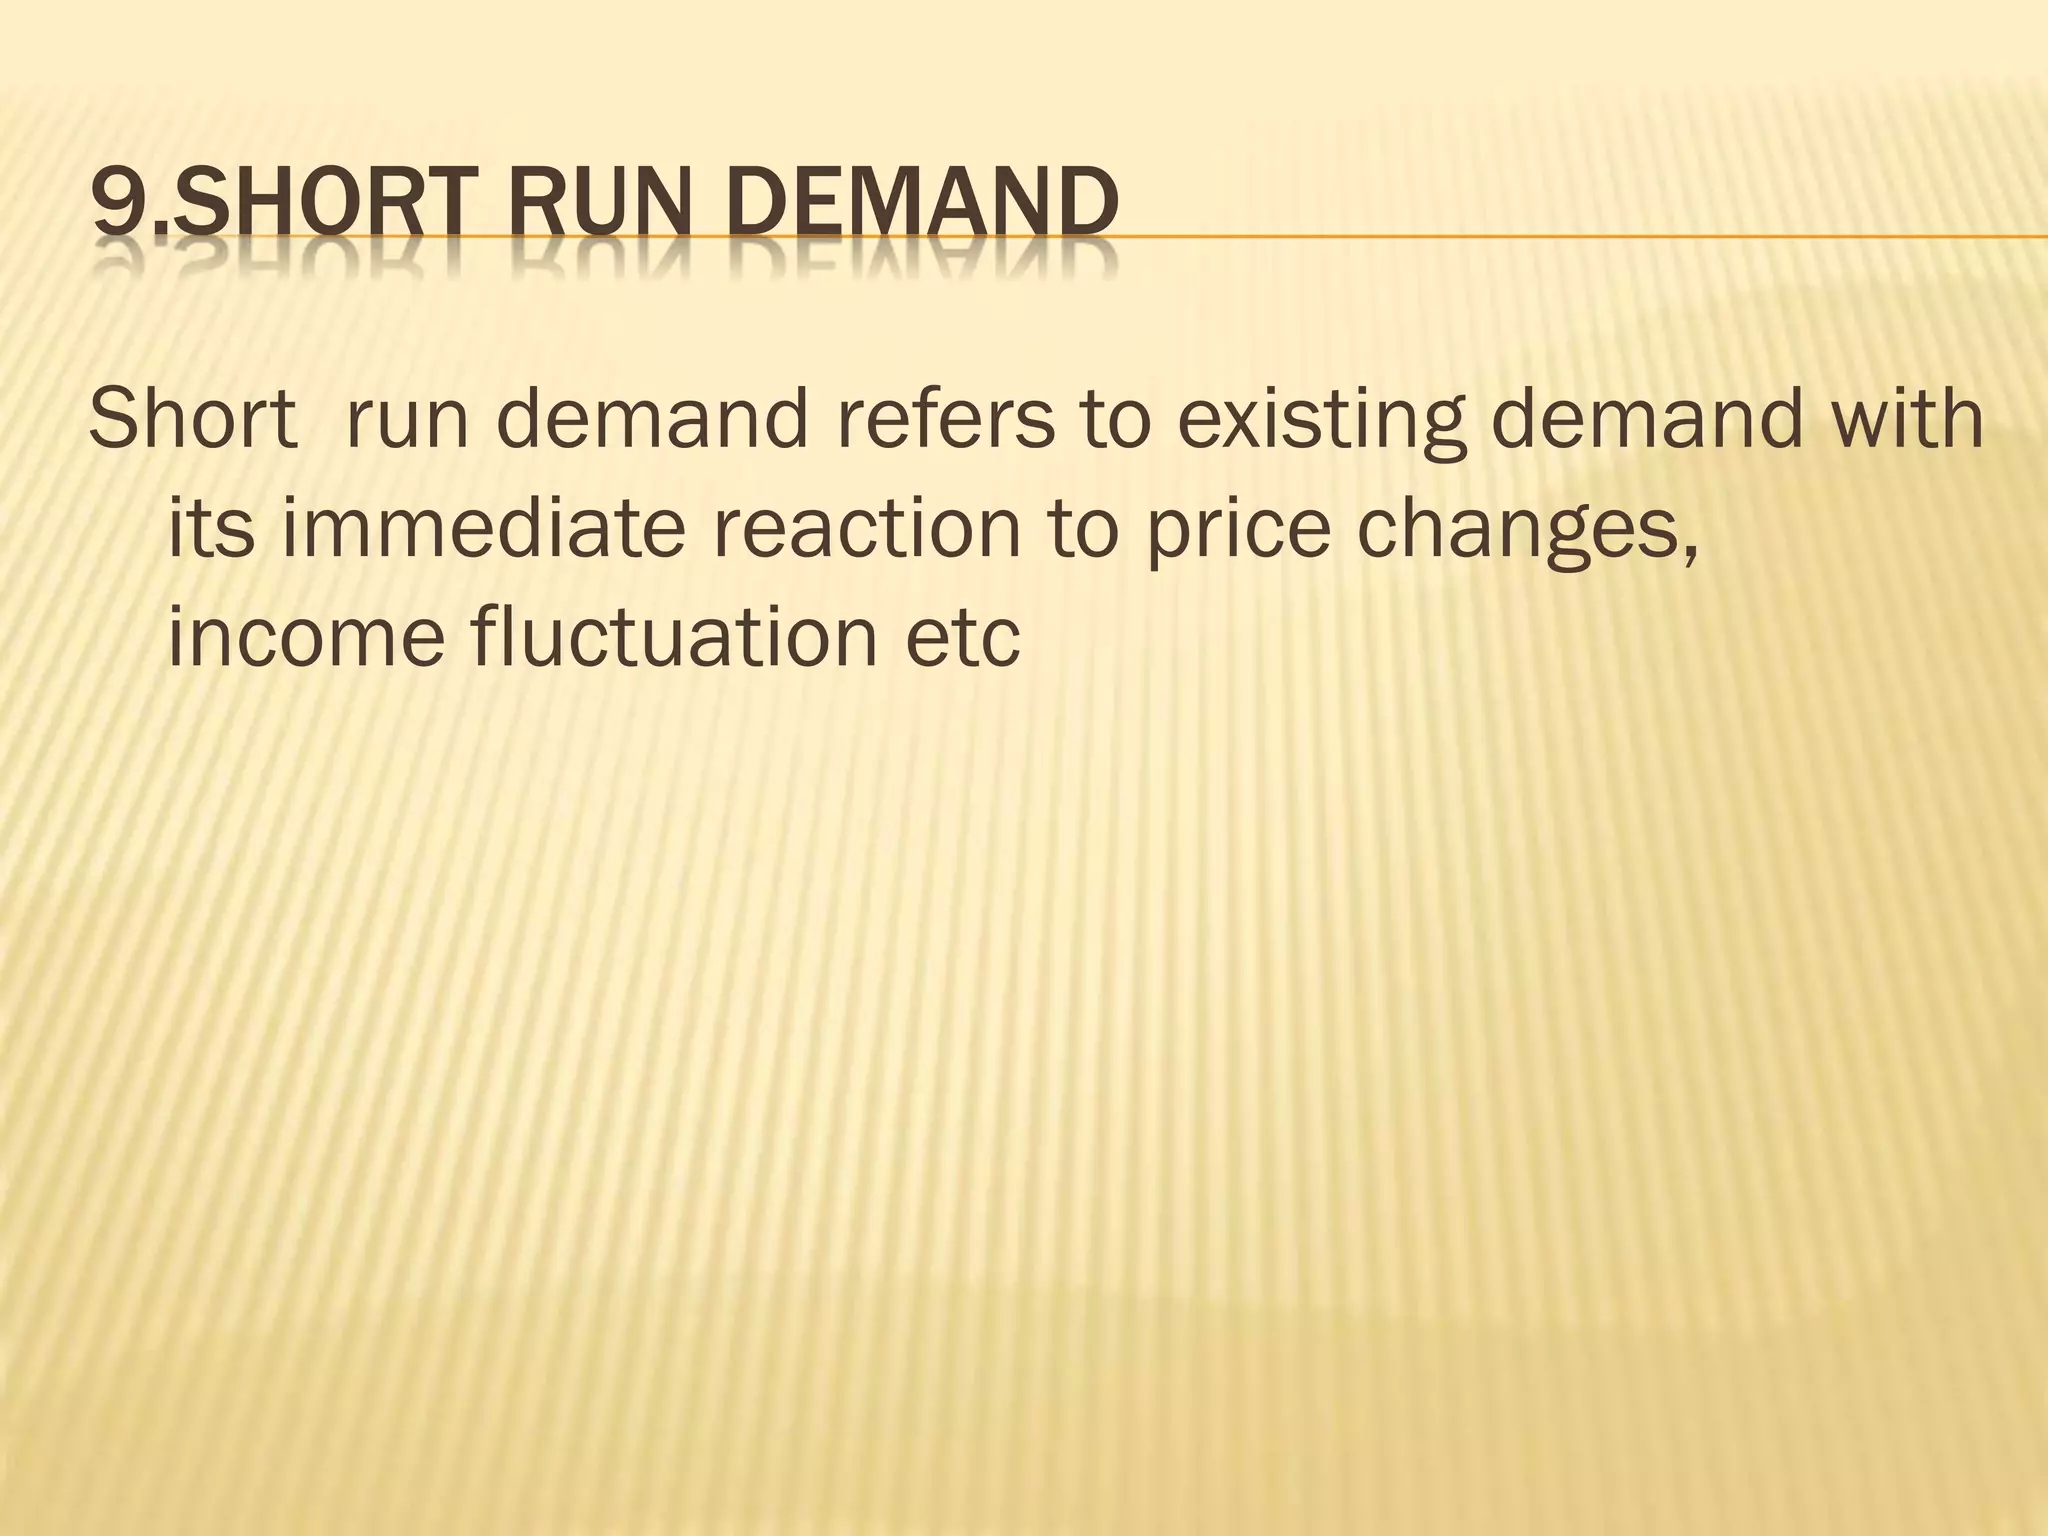 9.SHORT RUN DEMAND
Short  run demand refers to existing demand with
its immediate reaction to price changes,
income fluctuation etc